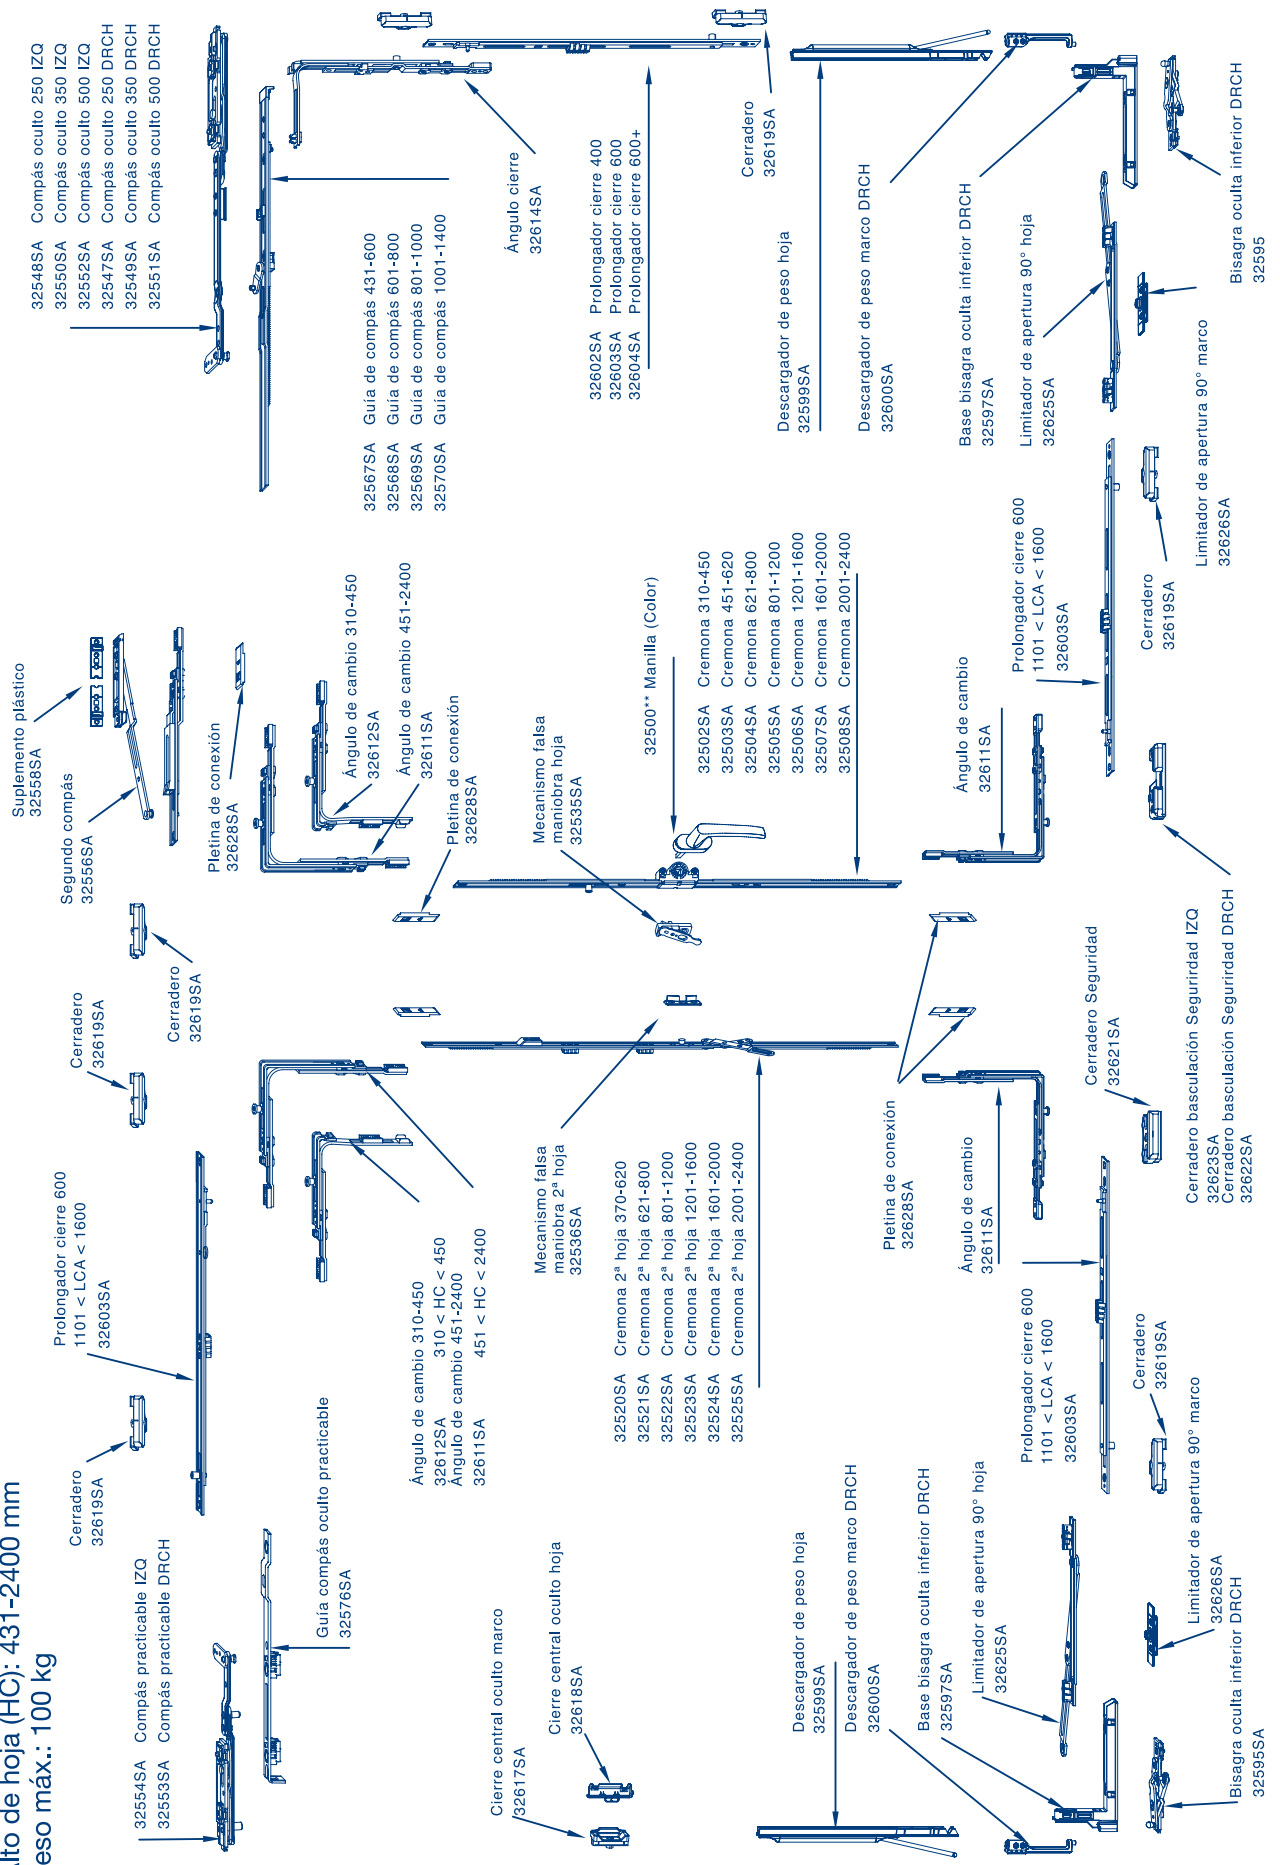 lto de hoja (HC): 431-2400 mm
eso máx.: 100 kg
32554SA Compás practicable IZQ
32553SA Compás practicable DRCH
Cerradero
32619SA
Prolongador cierre 600
1101 < LCA < 1600
32603SA
Cerradero
32619SA
Cerradero
32619SA
Segundo compás
32556SA
Suplemento plástico
32558SA
32548SA Compás oculto 250 IZQ
32550SA Compás oculto 350 IZQ
32552SA Compás oculto 500 IZQ
32547SA Compás oculto 250 DRCH
32549SA Compás oculto 350 DRCH
32551SA Compás oculto 500 DRCH
Guía compás oculto practicable
32576SA
Ángulo de cambio 310-450
32612SA 310 < HC < 450
Ángulo de cambio 451-2400
32611SA 451 < HC < 2400
Pletina de conexión
32628SA
Ángulo de cambio 310-450
32612SA
Ángulo de cambio 451-2400
32611SA
Pletina de conexión
32628SA
32567SA Guía de compás 431-600
32568SA Guía de compás 601-800
32569SA Guía de compás 801-1000
32570SA Guía de compás 1001-1400
Ángulo cierre
32614SA
Cierre central oculto marco
32617SA
Cierre central oculto hoja
32618SA
Mecanismo falsa
maniobra 2ª hoja
32536SA
Mecanismo falsa
maniobra hoja
32535SA
32602SA Prolongador cierre 400
32603SA Prolongador cierre 600
32604SA Prolongador cierre 600+
Cerradero
32619SA
32520SA Cremona 2ª hoja 370-620
32521SA Cremona 2ª hoja 621-800
32522SA Cremona 2ª hoja 801-1200
32523SA Cremona 2ª hoja 1201-1600
32524SA Cremona 2ª hoja 1601-2000
32525SA Cremona 2ª hoja 2001-2400
32500** Manilla (Color)
32502SA Cremona 310-450
32503SA Cremona 451-620
32504SA Cremona 621-800
32505SA Cremona 801-1200
32506SA Cremona 1201-1600
32507SA Cremona 1601-2000
32508SA Cremona 2001-2400
Descargador de peso hoja
32599SA
Descargador de peso marco DRCH
32600SA
Base bisagra oculta inferior DRCH
32597SA
Limitador de apertura 90° hoja
32625SA
Pletina de conexión
32628SA
Ángulo de cambio
32611SA
Ángulo de cambio
32611SA
Descargador de peso hoja
32599SA
Descargador de peso marco DRCH
32600SA
Base bisagra oculta inferior DRCH
32597SA
Limitador de apertura 90° hoja
32625SA
Prolongador cierre 600
1101 < LCA < 1600
32603SA
Cerradero Seguridad
32621SA
Prolongador cierre 600
1101 < LCA < 1600
32603SA
Cerradero
32619SA
Cerradero
32619SA
Limitador de apertura 90° marco
32626SA
Bisagra oculta inferior DRCH
32595SA
Cerradero basculación Segurirdad IZQ
32623SA
Cerradero basculación Segurirdad DRCH
32622SA
Limitador de apertura 90° marco
32626SA
Bisagra oculta inferior DRCH
32595